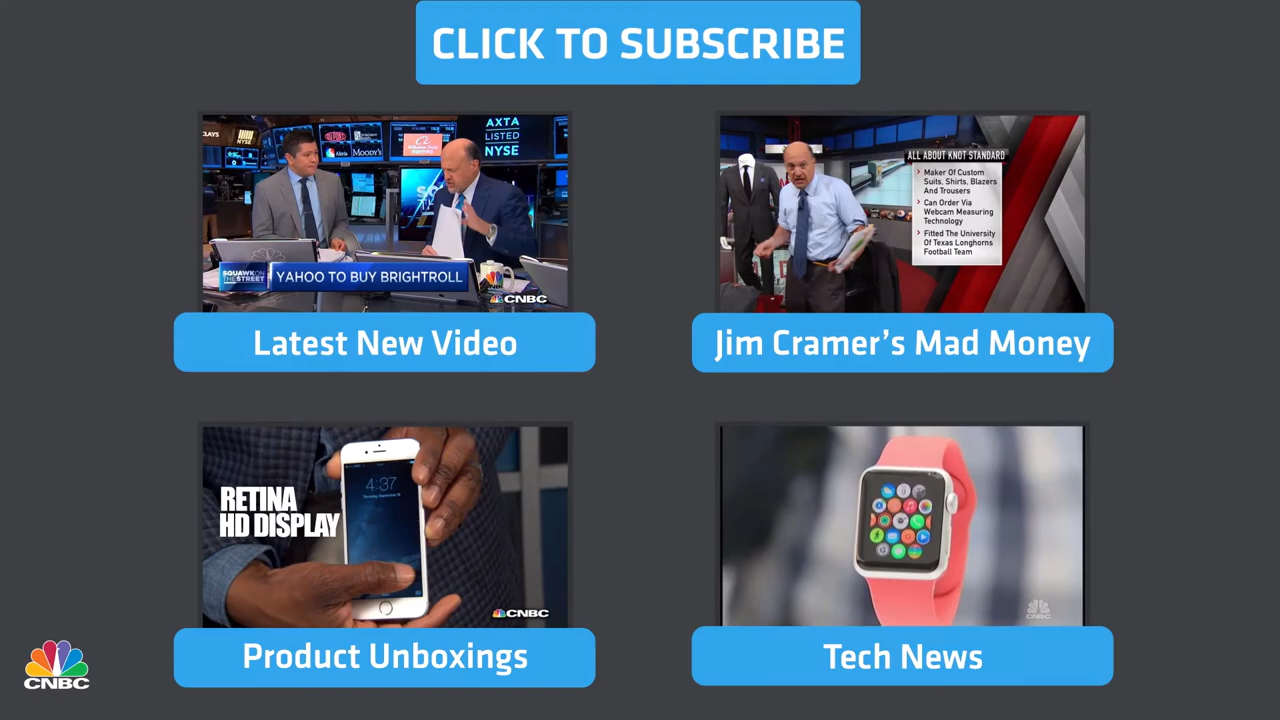 CLICK TO SUBSCRIBE
CLAYS
NYSE
DUPONT
Altria
MOODY'S
AXTA
LISTED
NYSE
SQUAWK ON
THE STREET
YAHOO TO BUY BRIGHTROLL
CNBC
Latest New Video
ALL ABOUT KNOT STANDARD
MAKER OF CUSTOM
SUITS, SHIRTS, BLAZERS
AND TROUSERS
CAN ORDER VIA
WEBCAM MEASURING
TECHNOLOGY
FITTED THE UNIVERSITY
OF TEXAS LONGHORNS
FOOTBALL TEAM
Jim Cramer's Mad Money
RETINA
HD DISPLAY
4:37
CNBC
Product Unboxings
CNBC
Tech News
CNBC